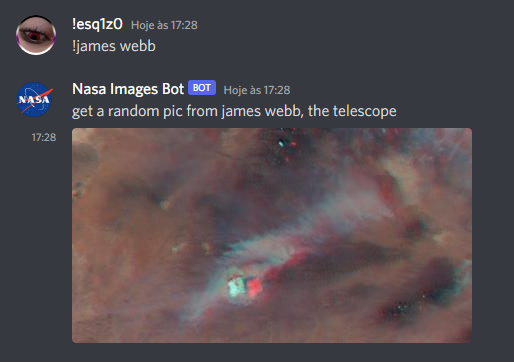 !esq1z0 Hoje às 17:28
!james webb
NASA
Nasa Images Bot BOT Hoje às 17:28
get a random pic from james webb, the telescope
17:28